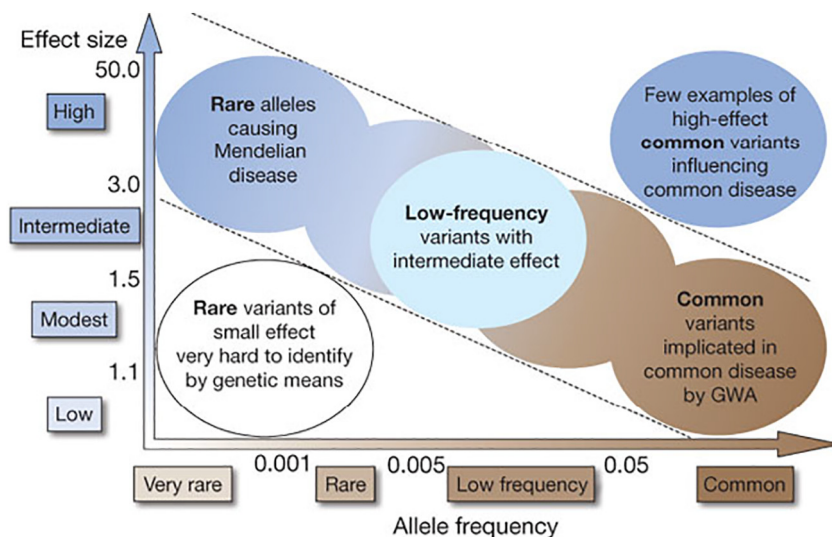 Effect size
50.0
High
3.0
Intermediate
1.5
Modest
1.1
Low
Rare alleles
causing
Mendelian
disease
Few examples of
high-effect
common variants
influencing
common disease
Low-frequency
variants with
intermediate effect
Rare variants of
small effect
very hard to identify
by genetic means
Common
variants
implicated in
common disease
by GWA
0.001
0.005
0.05
Very rare
Rare
Low frequency
Common
Allele frequency